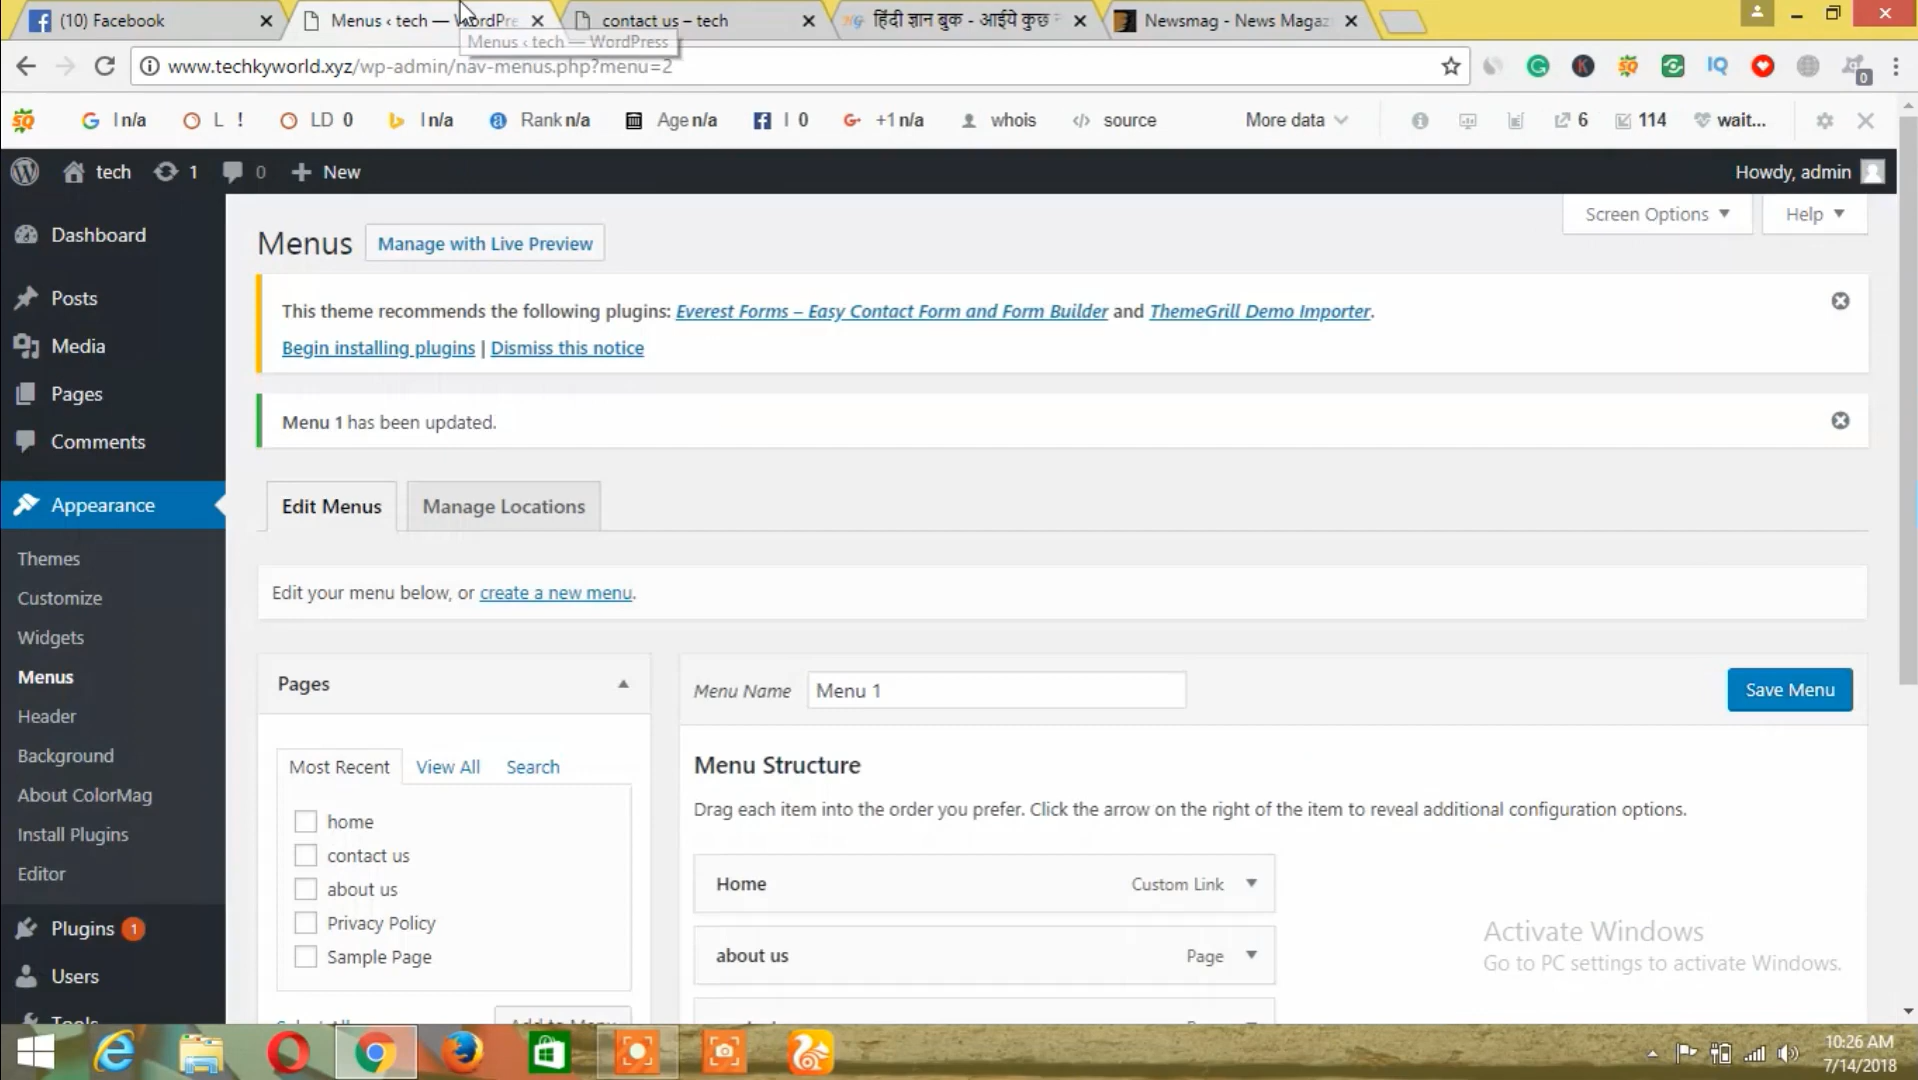 (10) Facebook
Menus ‹ tech — WordPre
contact us – tech
हिंदी ज्ञान बुक - आईये कुछ
Newsmag - News Magaz
Menus ‹ tech — WordPress
www.techkyworld.xyz/wp-admin/nav-menus.php?menu=2
SQ I n/a L ! LD 0 I n/a Rank n/a Age n/a I 0 +1 n/a whois source More data 6 114 wait...
tech 1 0 New Howdy, admin
Screen Options Help
Dashboard
Posts
Media
Pages
Comments
Appearance
Themes
Customize
Widgets
Menus
Header
Background
About ColorMag
Install Plugins
Editor
Plugins 1
Users
Tools
Menus Manage with Live Preview
This theme recommends the following plugins: Everest Forms – Easy Contact Form and Form Builder and ThemeGrill Demo Importer.
Begin installing plugins | Dismiss this notice
Menu 1 has been updated.
Edit Menus Manage Locations
Edit your menu below, or create a new menu.
Pages
Most Recent View All Search
home
contact us
about us
Privacy Policy
Sample Page
Select All Add to Menu
Menu Name Menu 1 Save Menu
Menu Structure
Drag each item into the order you prefer. Click the arrow on the right of the item to reveal additional configuration options.
Home Custom Link
about us Page
Activate Windows
Go to PC settings to activate Windows.
10:26 AM
7/14/2018